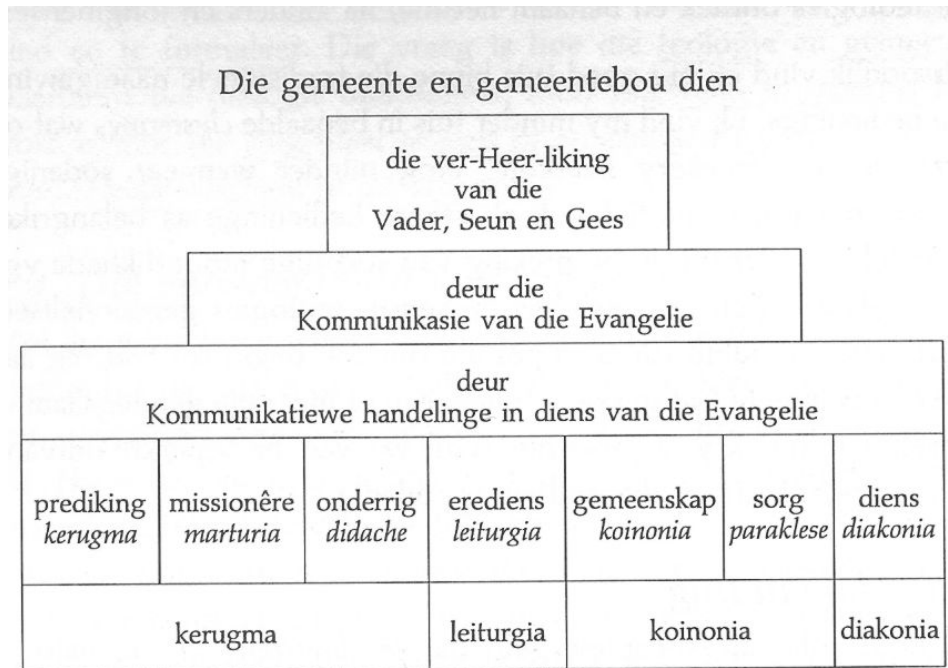 Die gemeente en gemeentebou dien
die ver-Heer-liking
van die
Vader, Seun en Gees
deur die
Kommunikasie van die Evangelie
deur
Kommunikatiewe handelinge in diens van die Evangelie
prediking missionêre onderrig erediens gemeenskap sorg diens
kerugma marturia didache leiturgia koinonia paraklese diakonia
kerugma leiturgia koinonia diakonia